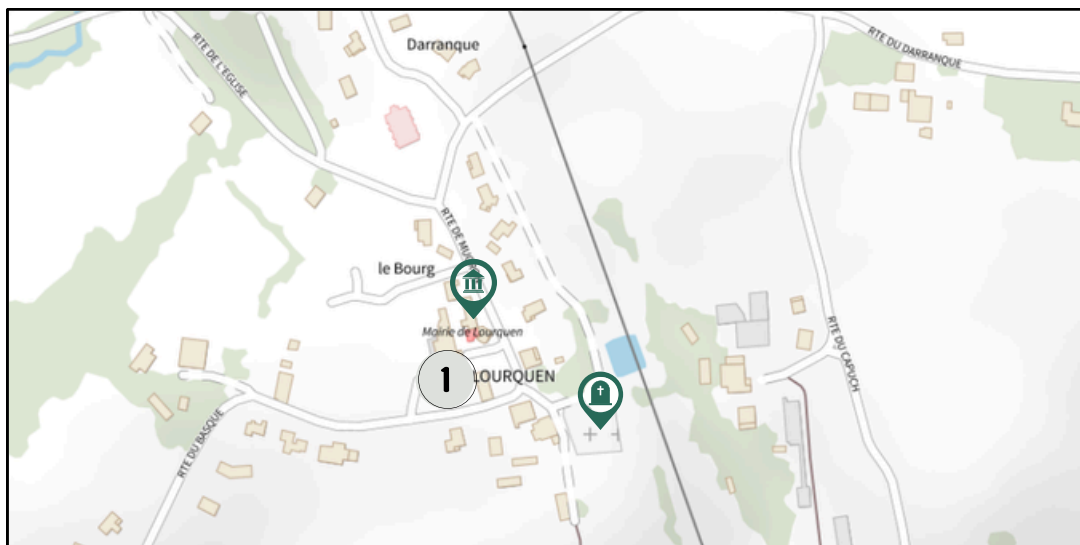 Darranque
RTE DU DARRANQUE
RTE DE L'EGLISE
le Bourg
Mairie de Lourquen
RTE DU CAPUCH
1
LOURQUEN
RTE DU BASQUE